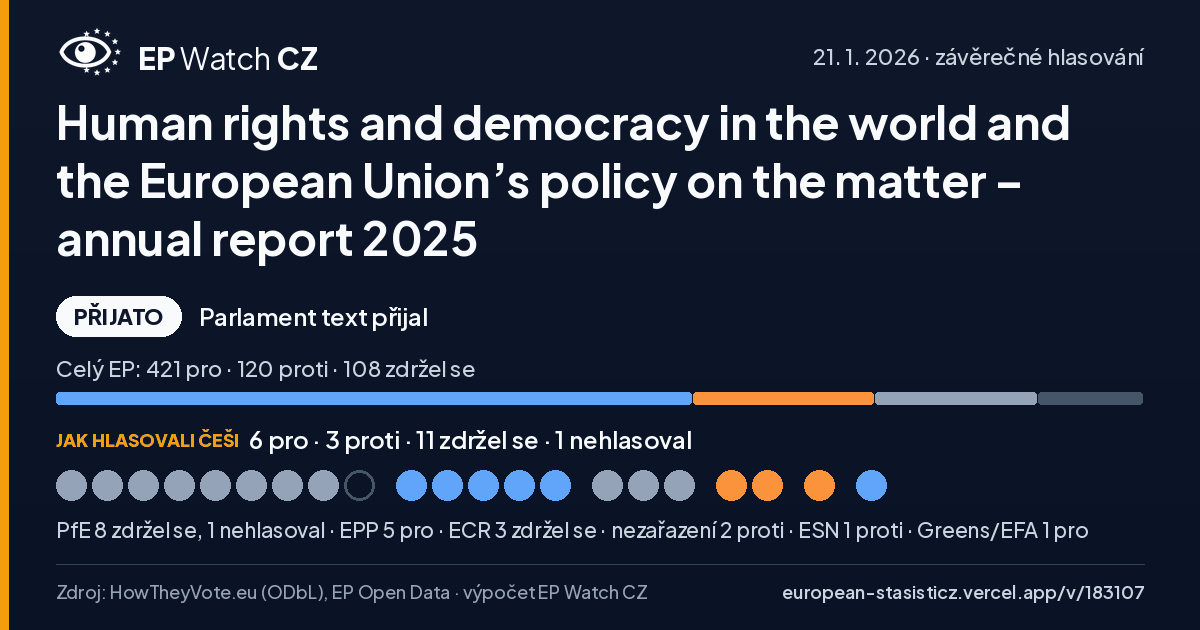 EP Watch CZ
21. 1. 2026 · závěrečné hlasování
Human rights and democracy in the world and
the European Union’s policy on the matter –
annual report 2025
PŘIJATO Parlament text přijal
Celý EP: 421 pro · 120 proti · 108 zdržel se
JAK HLASOVALI ČEŠI 6 pro · 3 proti · 11 zdržel se · 1 nehlasoval
PfE 8 zdržel se, 1 nehlasoval · EPP 5 pro · ECR 3 zdržel se · nezařazení 2 proti · ESN 1 proti · Greens/EFA 1 pro
Zdroj: HowTheyVote.eu (ODbL), EP Open Data · výpočet EP Watch CZ
european-stasisticz.vercel.app/v/183107